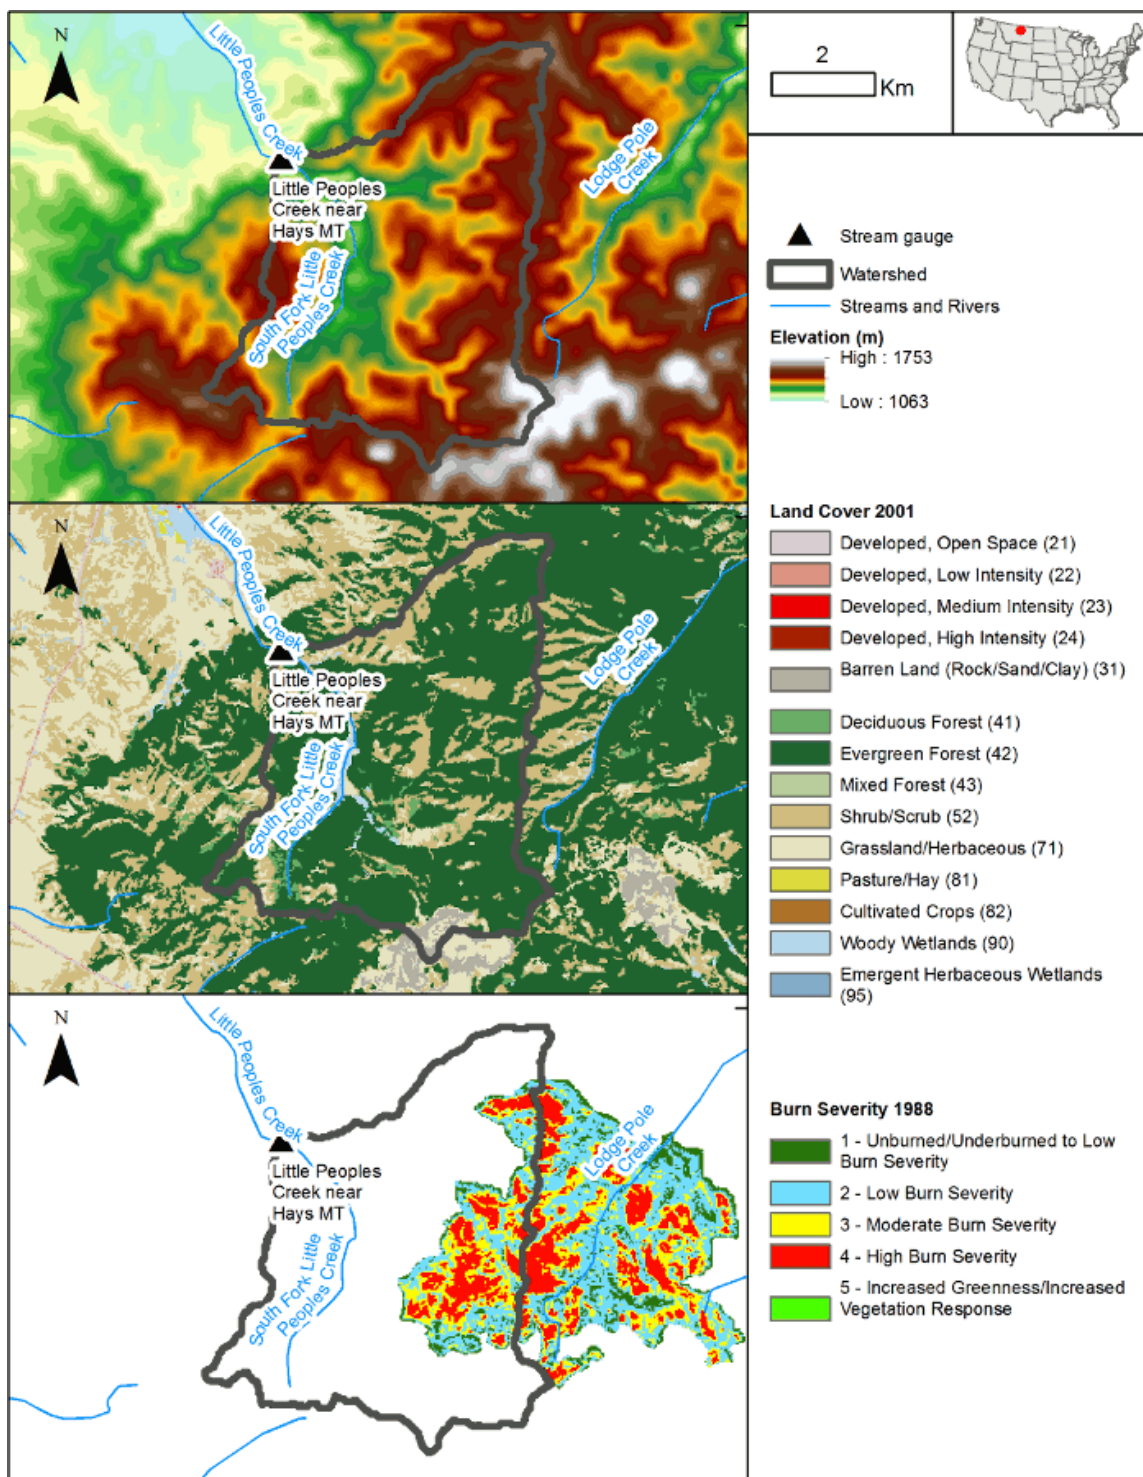 N
Little Peoples Creek
Little Peoples
Creek near
Hays MT
South Fork Little
Peoples Creek
Lodge Pole
Creek
2
Km
Stream gauge
Watershed
Streams and Rivers
Elevation (m)
High : 1753
Low : 1063
N
Little Peoples Creek
Little Peoples
Creek near
Hays MT
South Fork Little
Peoples Creek
Lodge Pole
Creek
Land Cover 2001
Developed, Open Space (21)
Developed, Low Intensity (22)
Developed, Medium Intensity (23)
Developed, High Intensity (24)
Barren Land (Rock/Sand/Clay) (31)
Deciduous Forest (41)
Evergreen Forest (42)
Mixed Forest (43)
Shrub/Scrub (52)
Grassland/Herbaceous (71)
Pasture/Hay (81)
Cultivated Crops (82)
Woody Wetlands (90)
Emergent Herbaceous Wetlands
(95)
N
Little Peoples Creek
Little Peoples
Creek near
Hays MT
South Fork Little
Peoples Creek
Lodge Pole
Creek
Burn Severity 1988
1 - Unburned/Underburned to Low
Burn Severity
2 - Low Burn Severity
3 - Moderate Burn Severity
4 - High Burn Severity
5 - Increased Greenness/Increased
Vegetation Response